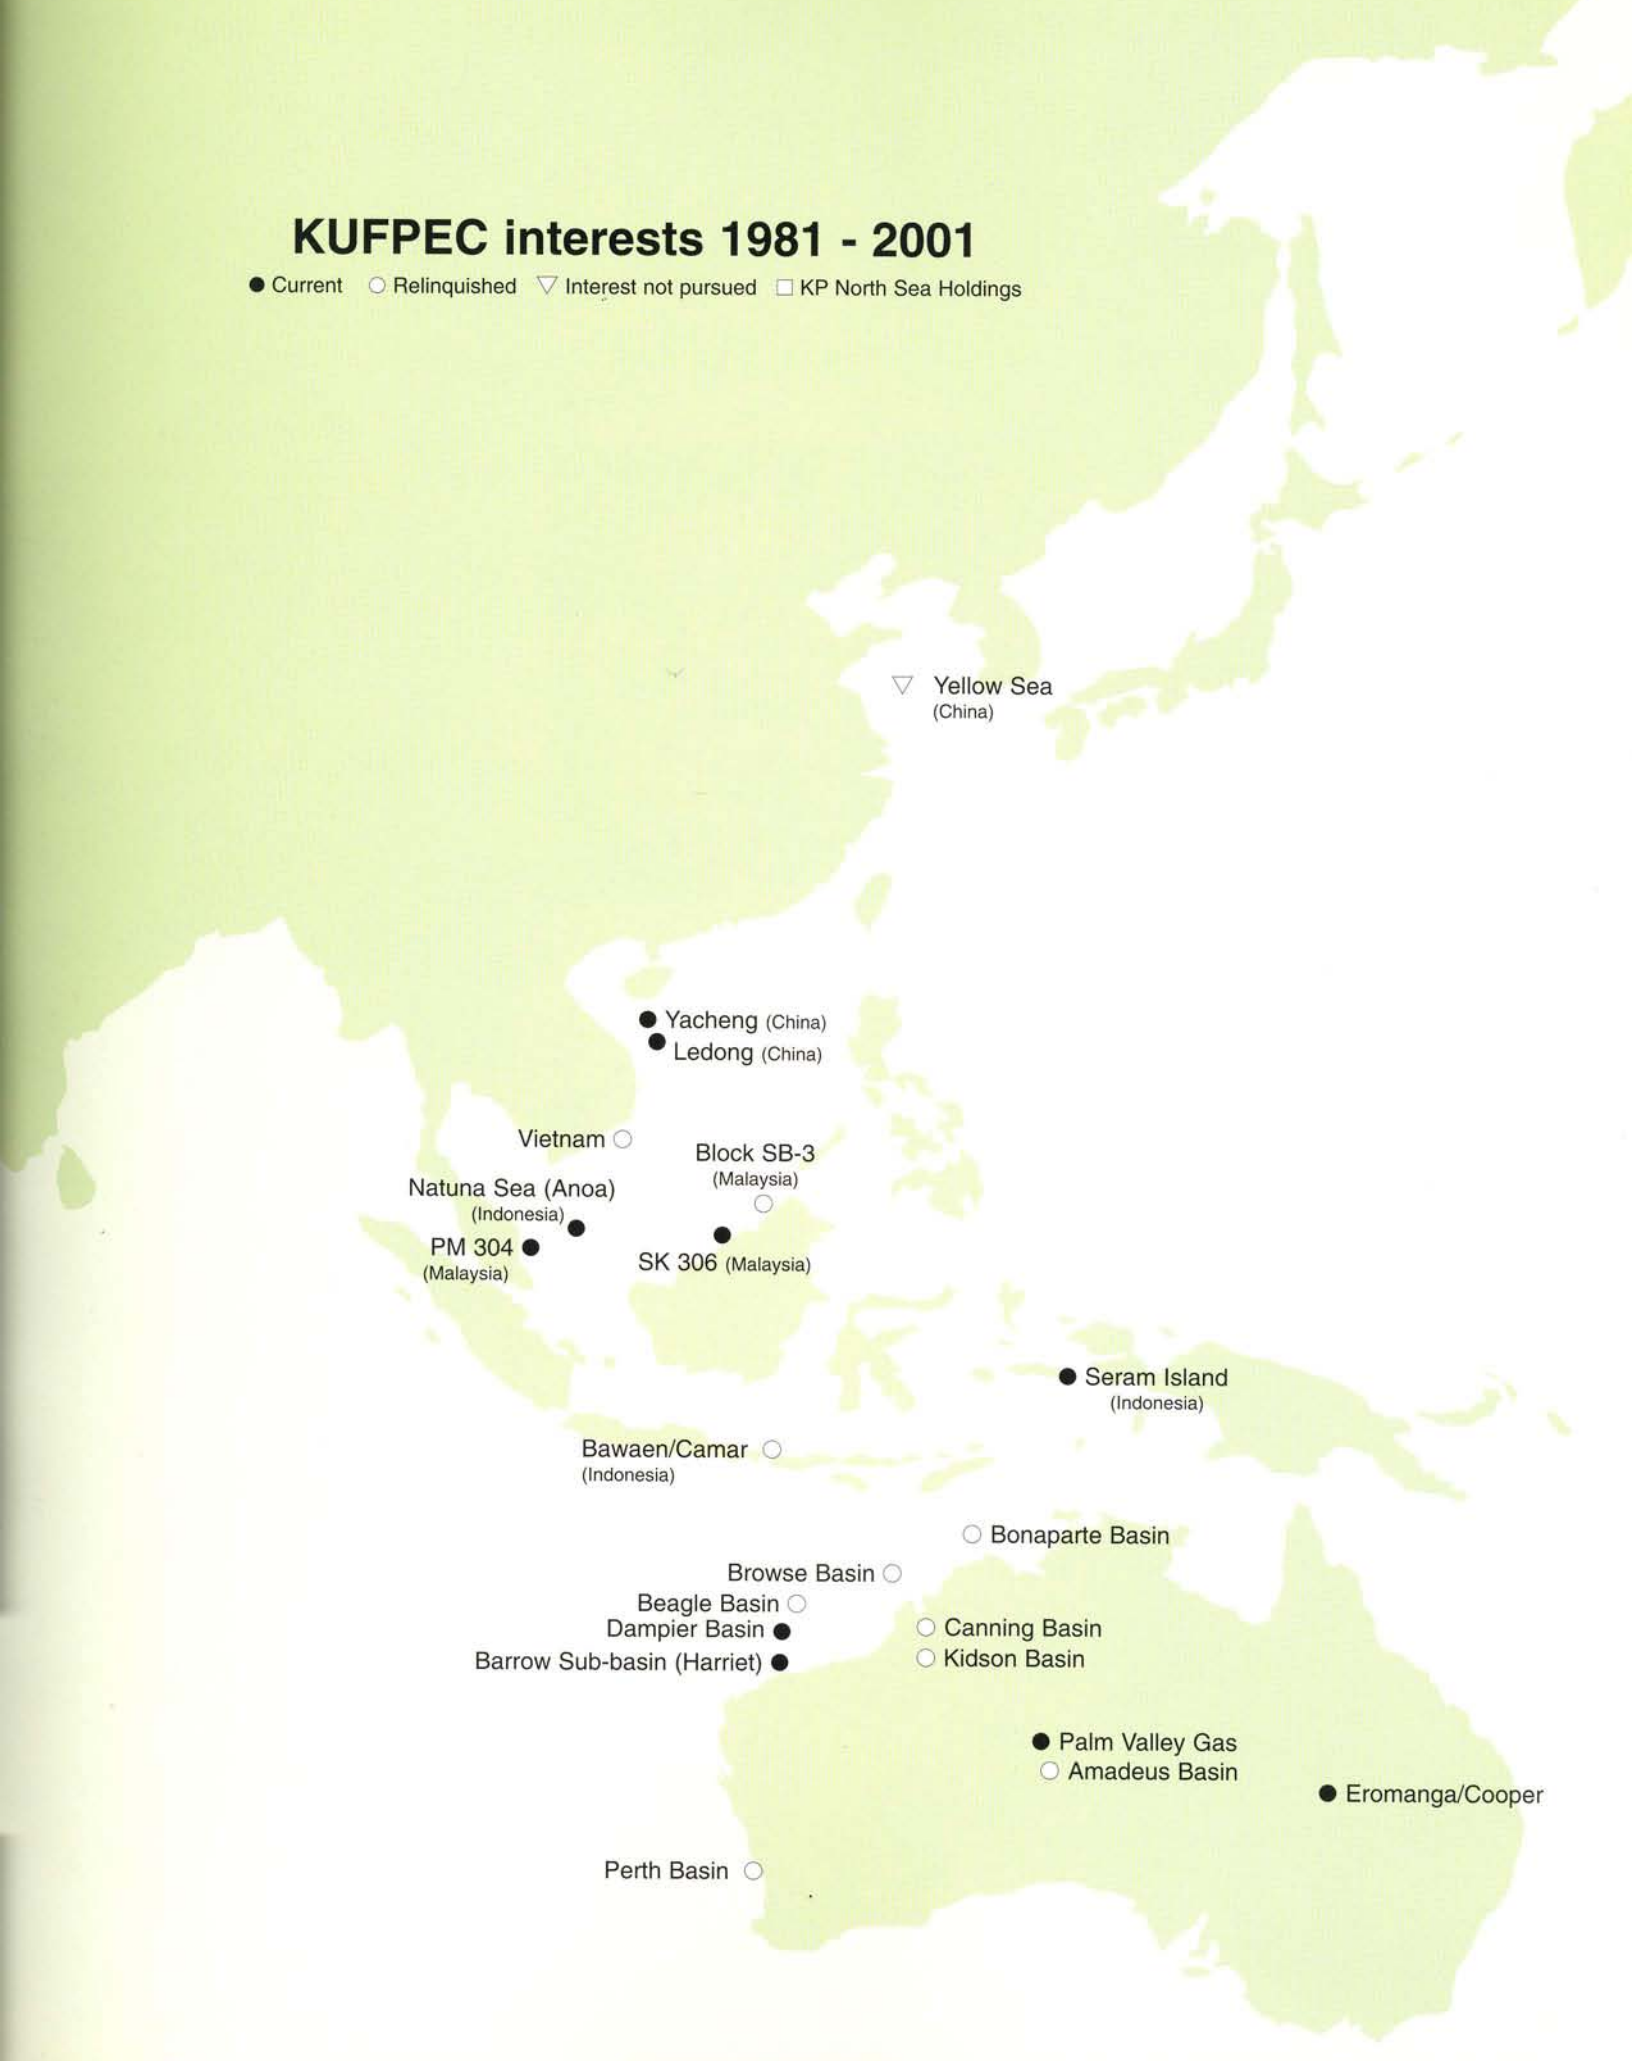 KUFPEC interests 1981 - 2001
Current Relinquished Interest not pursued KP North Sea Holdings
Yellow Sea
(China)
Yacheng (China)
Ledong (China)
Vietnam
Block SB-3
(Malaysia)
Natuna Sea (Anoa)
(Indonesia)
PM 304
(Malaysia)
SK 306 (Malaysia)
Seram Island
(Indonesia)
Bawaen/Camar
(Indonesia)
Bonaparte Basin
Browse Basin
Beagle Basin
Dampier Basin
Canning Basin
Barrow Sub-basin (Harriet)
Kidson Basin
Palm Valley Gas
Amadeus Basin
Eromanga/Cooper
Perth Basin